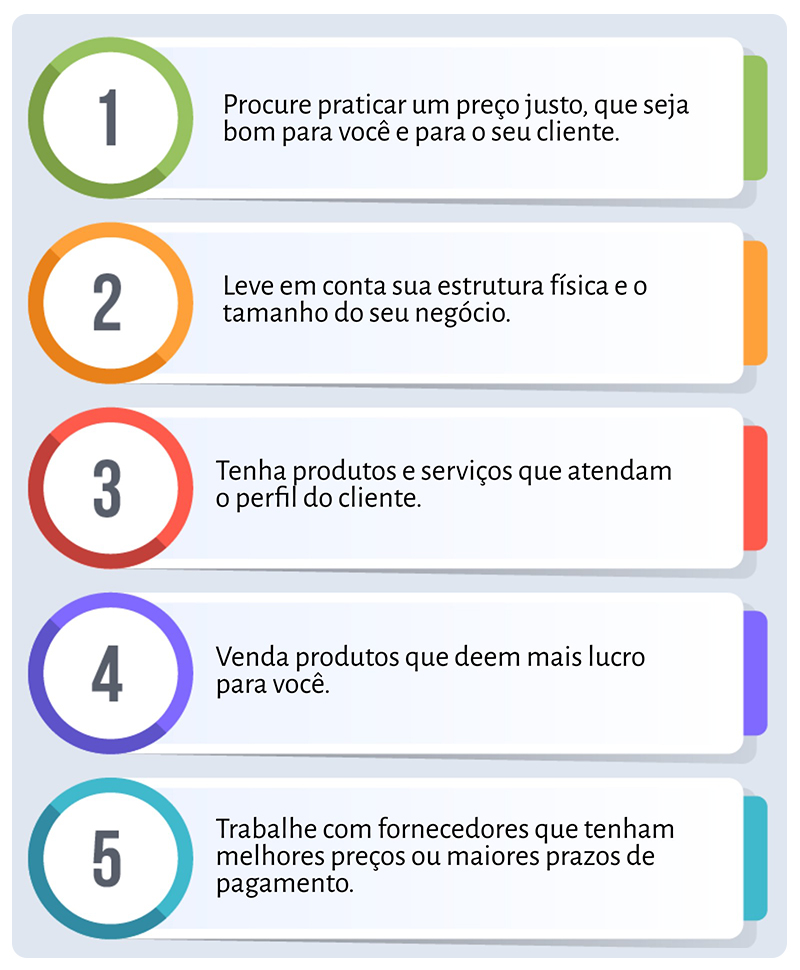 1
Procure praticar um preço justo, que seja
bom para você e para o seu cliente.
2
Leve em conta sua estrutura física e o
tamanho do seu negócio.
3
Tenha produtos e serviços que atendam
o perfil do cliente.
4
Venda produtos que deem mais lucro
para você.
5
Trabalhe com fornecedores que tenham
melhores preços ou maiores prazos de
pagamento.